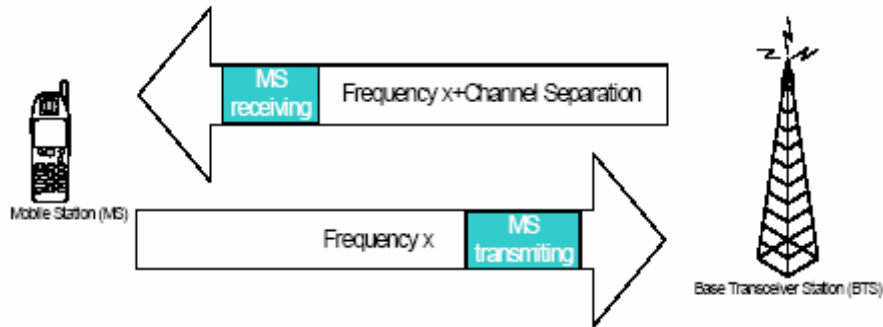 MS
receiving
Frequency x+Channel Separation
Mobile Station (MS)
Frequency x
MS
transmiting
Base Transceiver Station (BTS)